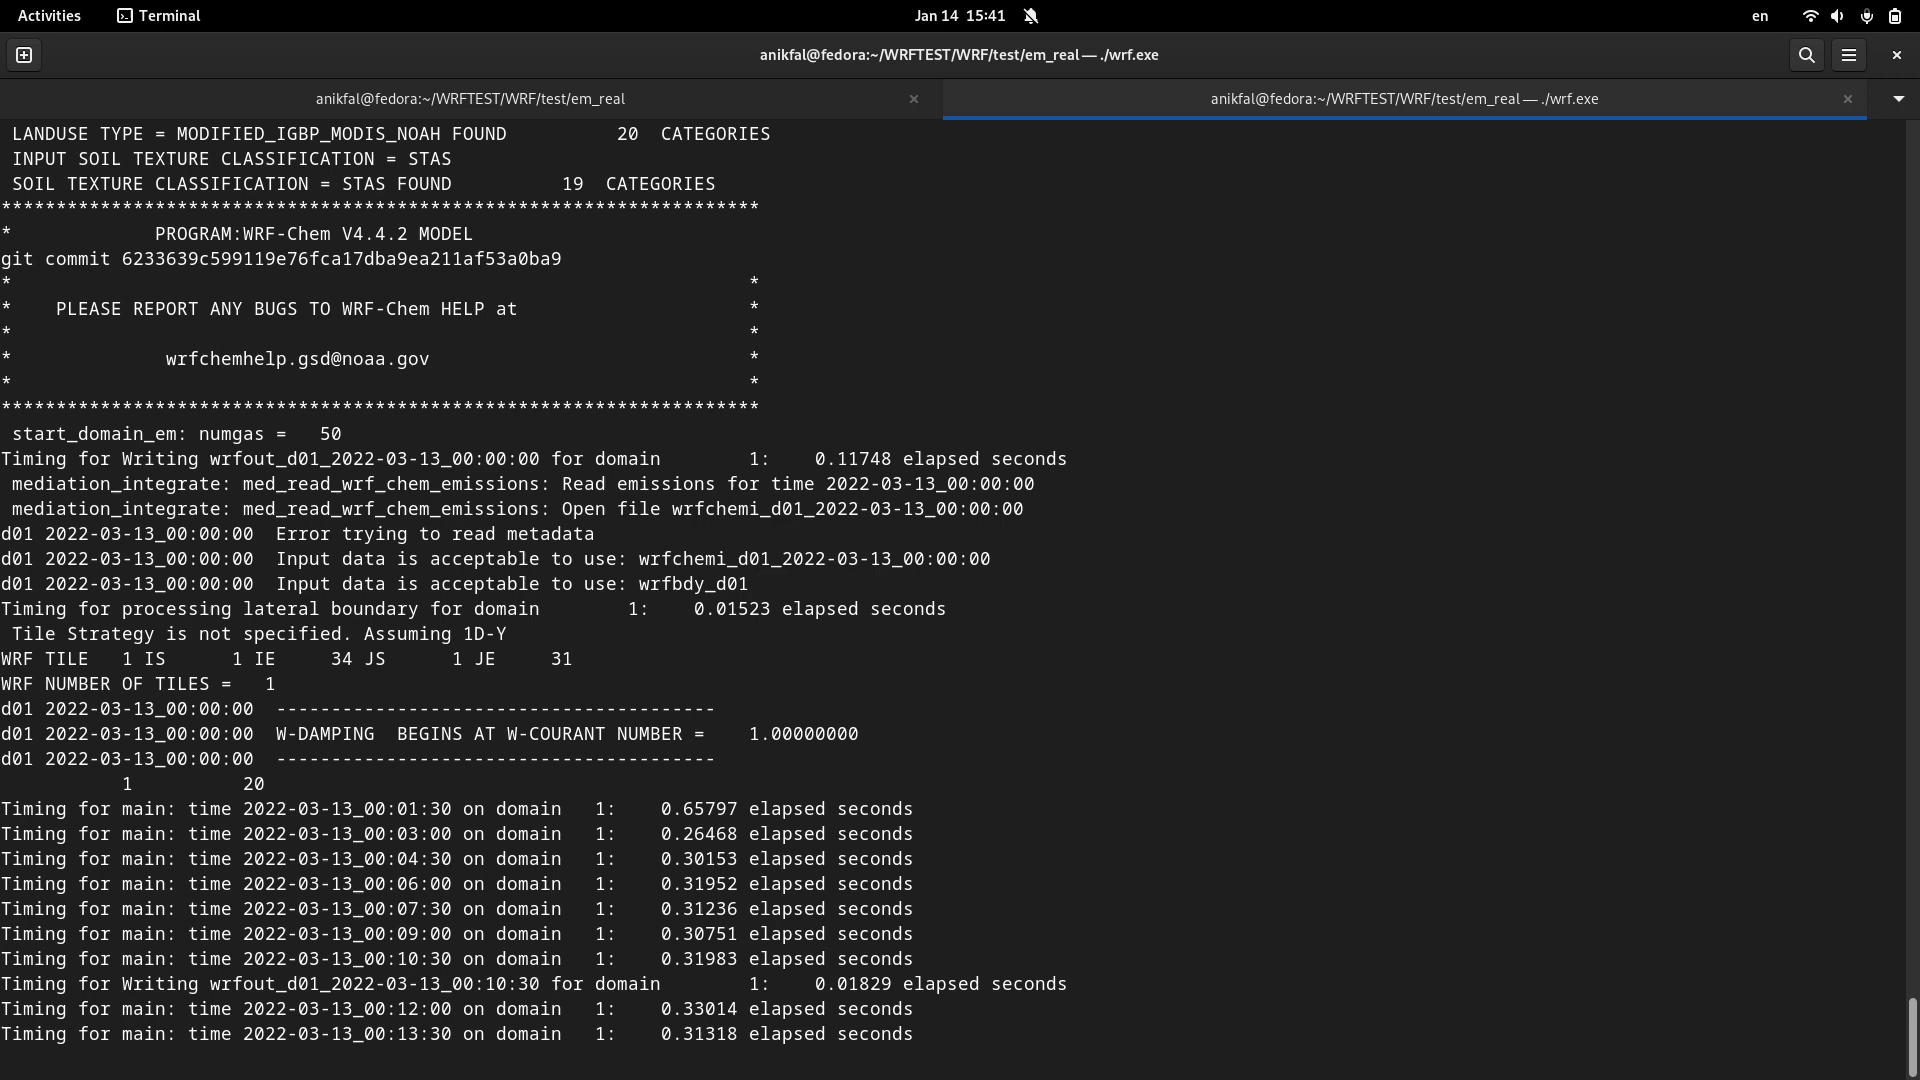 Activities Terminal Jan 14 15:41 en
anikfal@fedora:~/WRFTEST/WRF/test/em_real — ./wrf.exe
anikfal@fedora:~/WRFTEST/WRF/test/em_real anikfal@fedora:~/WRFTEST/WRF/test/em_real — ./wrf.exe
LANDUSE TYPE = MODIFIED_IGBP_MODIS_NOAH FOUND          20  CATEGORIES
INPUT SOIL TEXTURE CLASSIFICATION = STAS
SOIL TEXTURE CLASSIFICATION = STAS FOUND          19  CATEGORIES
*********************************************************************
*             PROGRAM:WRF-Chem V4.4.2 MODEL
git commit 6233639c599119e76fca17dba9ea211af53a0ba9
*                                                                   *
*    PLEASE REPORT ANY BUGS TO WRF-Chem HELP at                     *
*                                                                   *
*              wrfchemhelp.gsd@noaa.gov                             *
*                                                                   *
*********************************************************************
start_domain_em: numgas =   50
Timing for Writing wrfout_d01_2022-03-13_00:00:00 for domain        1:    0.11748 elapsed seconds
mediation_integrate: med_read_wrf_chem_emissions: Read emissions for time 2022-03-13_00:00:00
mediation_integrate: med_read_wrf_chem_emissions: Open file wrfchemi_d01_2022-03-13_00:00:00
d01 2022-03-13_00:00:00  Error trying to read metadata
d01 2022-03-13_00:00:00  Input data is acceptable to use: wrfchemi_d01_2022-03-13_00:00:00
d01 2022-03-13_00:00:00  Input data is acceptable to use: wrfbdy_d01
Timing for processing lateral boundary for domain        1:    0.01523 elapsed seconds
Tile Strategy is not specified. Assuming 1D-Y
WRF TILE   1 IS      1 IE     34 JS      1 JE     31
WRF NUMBER OF TILES =   1
d01 2022-03-13_00:00:00  ----------------------------------------
d01 2022-03-13_00:00:00  W-DAMPING  BEGINS AT W-COURANT NUMBER =    1.00000000
d01 2022-03-13_00:00:00  ----------------------------------------
1          20
Timing for main: time 2022-03-13_00:01:30 on domain   1:    0.65797 elapsed seconds
Timing for main: time 2022-03-13_00:03:00 on domain   1:    0.26468 elapsed seconds
Timing for main: time 2022-03-13_00:04:30 on domain   1:    0.30153 elapsed seconds
Timing for main: time 2022-03-13_00:06:00 on domain   1:    0.31952 elapsed seconds
Timing for main: time 2022-03-13_00:07:30 on domain   1:    0.31236 elapsed seconds
Timing for main: time 2022-03-13_00:09:00 on domain   1:    0.30751 elapsed seconds
Timing for main: time 2022-03-13_00:10:30 on domain   1:    0.31983 elapsed seconds
Timing for Writing wrfout_d01_2022-03-13_00:10:30 for domain        1:    0.01829 elapsed seconds
Timing for main: time 2022-03-13_00:12:00 on domain   1:    0.33014 elapsed seconds
Timing for main: time 2022-03-13_00:13:30 on domain   1:    0.31318 elapsed seconds